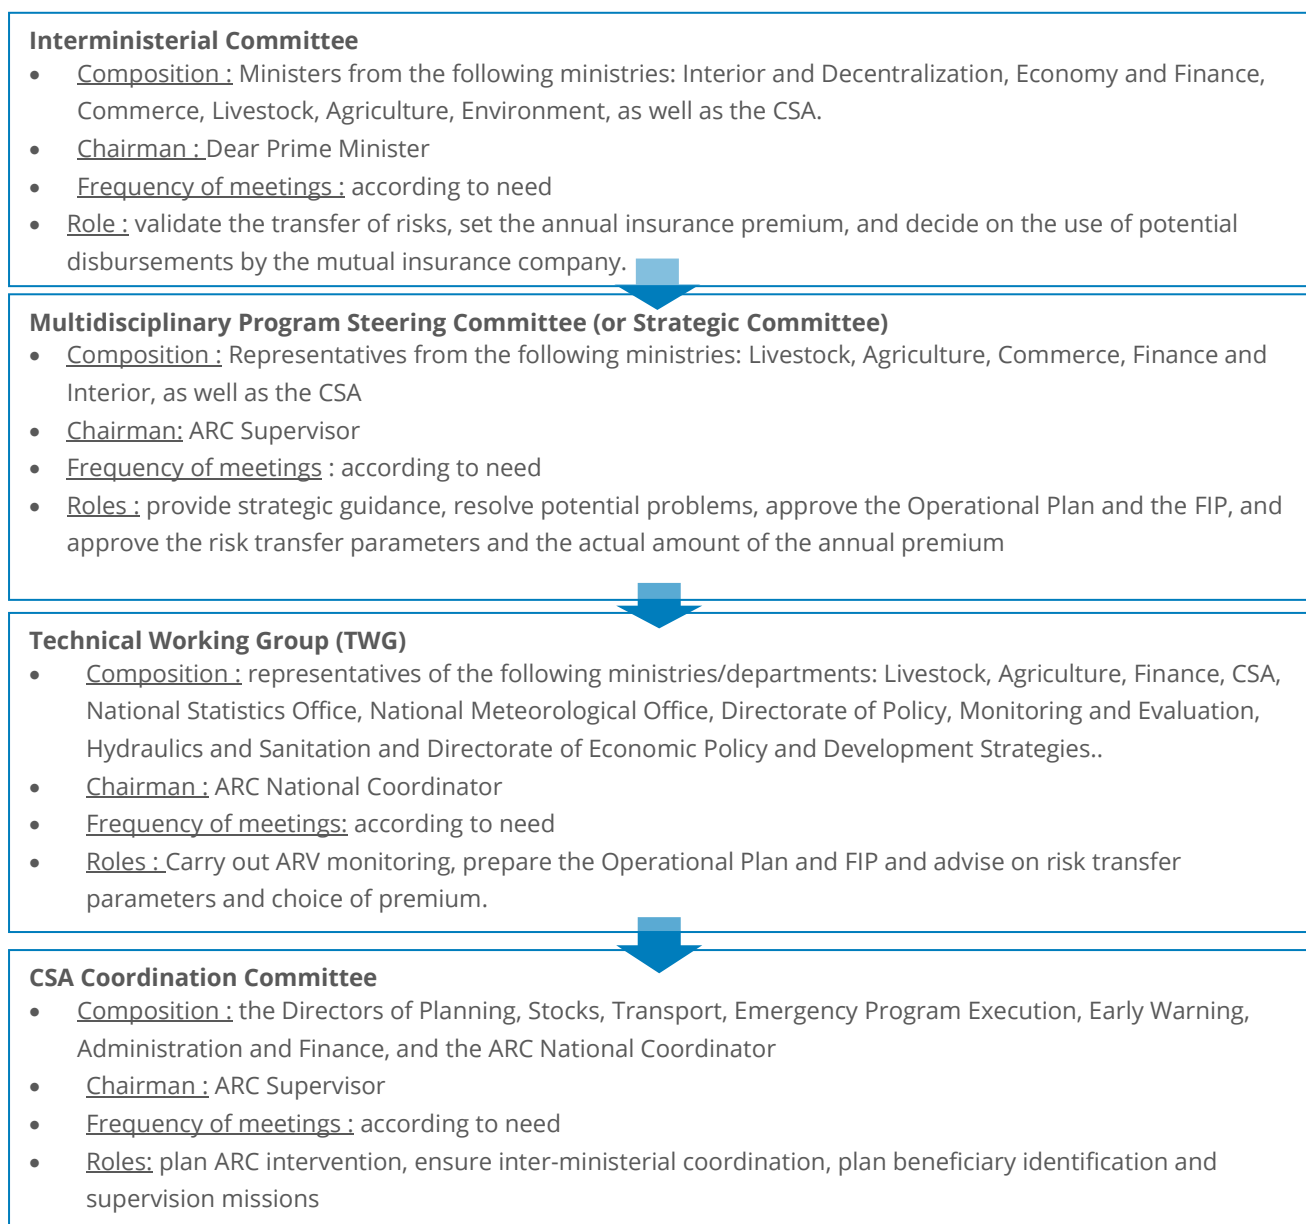 Interministerial Committee
• Composition : Ministers from the following ministries: Interior and Decentralization, Economy and Finance,
Commerce, Livestock, Agriculture, Environment, as well as the CSA.
• Chairman : Dear Prime Minister
• Frequency of meetings : according to need
• Role : validate the transfer of risks, set the annual insurance premium, and decide on the use of potential
disbursements by the mutual insurance company.
Multidisciplinary Program Steering Committee (or Strategic Committee)
• Composition : Representatives from the following ministries: Livestock, Agriculture, Commerce, Finance and
Interior, as well as the CSA
• Chairman: ARC Supervisor
• Frequency of meetings : according to need
• Roles : provide strategic guidance, resolve potential problems, approve the Operational Plan and the FIP, and
approve the risk transfer parameters and the actual amount of the annual premium
Technical Working Group (TWG)
• Composition : representatives of the following ministries/departments: Livestock, Agriculture, Finance, CSA,
National Statistics Office, National Meteorological Office, Directorate of Policy, Monitoring and Evaluation,
Hydraulics and Sanitation and Directorate of Economic Policy and Development Strategies..
• Chairman : ARC National Coordinator
• Frequency of meetings: according to need
• Roles : Carry out ARV monitoring, prepare the Operational Plan and FIP and advise on risk transfer
parameters and choice of premium.
CSA Coordination Committee
• Composition : the Directors of Planning, Stocks, Transport, Emergency Program Execution, Early Warning,
Administration and Finance, and the ARC National Coordinator
• Chairman : ARC Supervisor
• Frequency of meetings : according to need
• Roles: plan ARC intervention, ensure inter-ministerial coordination, plan beneficiary identification and
supervision missions